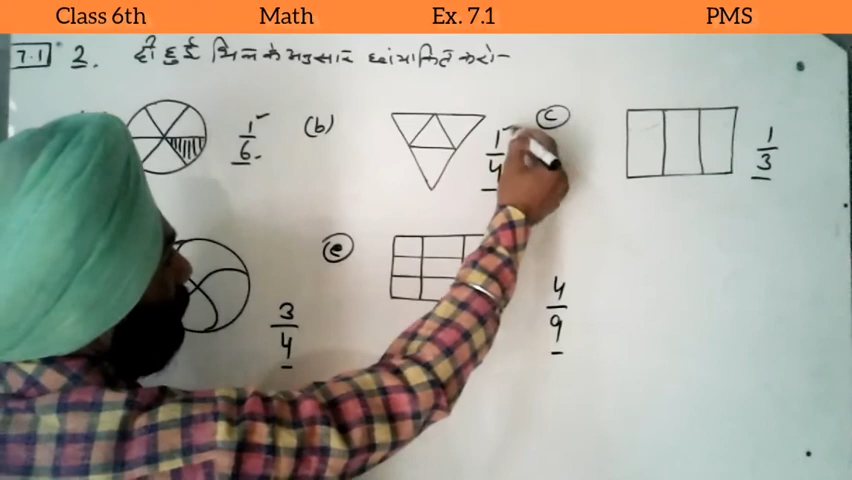 Class 6th Math Ex. 7.1 PMS
7.1 2. दी हुई भिन्न के अनुसार छायांकित करो-
1/6. (b) 1/4 (c) 1/3
3/4 (e) 4/9